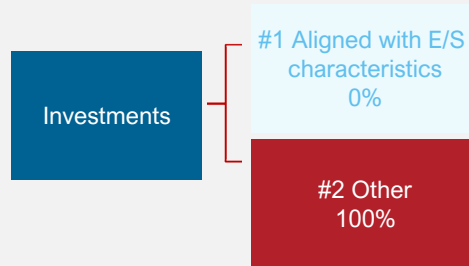 Investments
#1 Aligned with E/S
characteristics
0%
#2 Other
100%